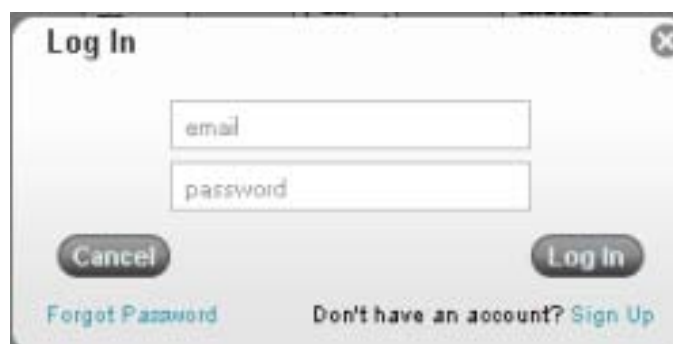 Log In
email
password
Cancel
Log In
Forgot Password
Don't have an account? Sign Up